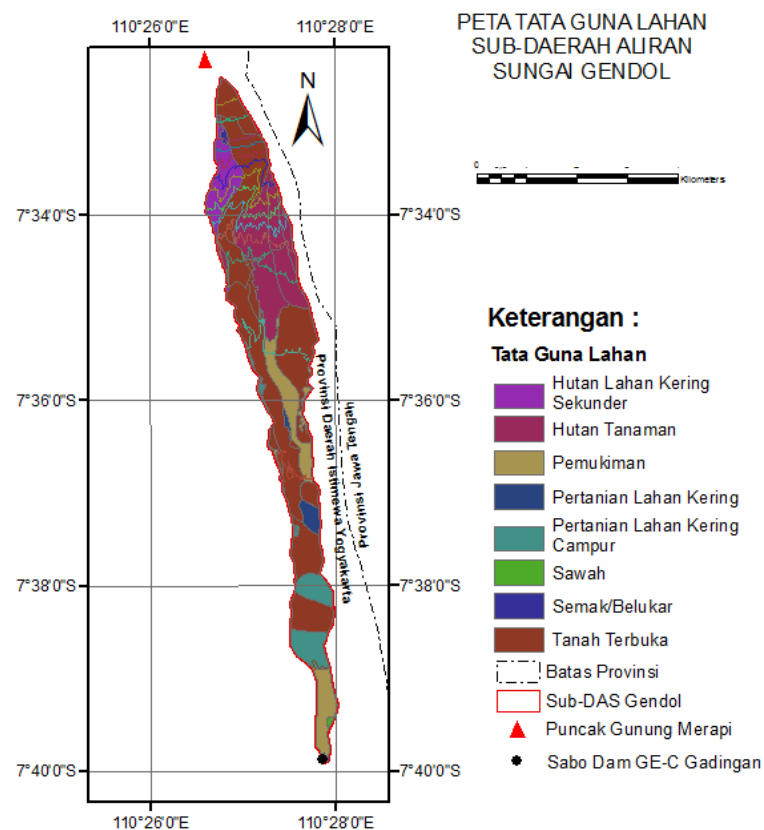 PETA TATA GUNA LAHAN
SUB-DAERAH ALIRAN
SUNGAI GENDOL
110°26'0"E
110°28'0"E
N
0
Kilometers
7°34'0"S
7°34'0"S
7°36'0"S
7°36'0"S
7°38'0"S
7°38'0"S
7°40'0"S
7°40'0"S
Provinsi Daerah Istimewa Yogyakarta
Provinsi Jawa Tengah
110°26'0"E
110°28'0"E
Keterangan :
Tata Guna Lahan
Hutan Lahan Kering
Sekunder
Hutan Tanaman
Pemukiman
Pertanian Lahan Kering
Pertanian Lahan Kering
Campur
Sawah
Semak/Belukar
Tanah Terbuka
Batas Provinsi
Sub-DAS Gendol
Puncak Gunung Merapi
Sabo Dam GE-C Gadingan